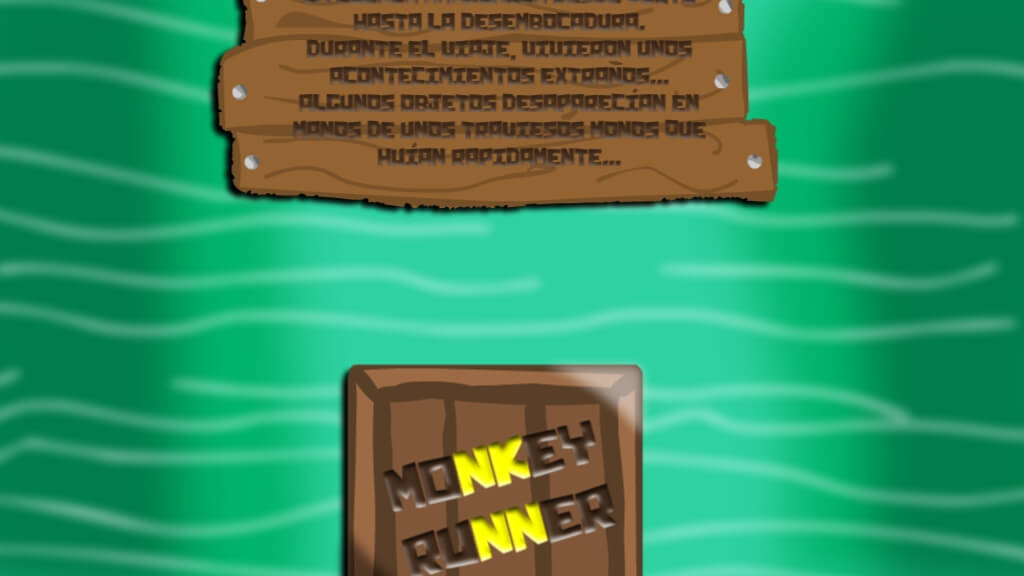 HASTA LA DESEMBOCADURA.
DURANTE EL VIAJE, VIVIERON UNOS
ACONTECIMIENTOS EXTRAÑOS...
ALGUNOS OBJETOS DESAPARECÍAN EN
MANOS DE UNOS TRAVIESOS MONOS QUE
HUÍAN RAPIDAMENTE...
MONKEY
RUNNER